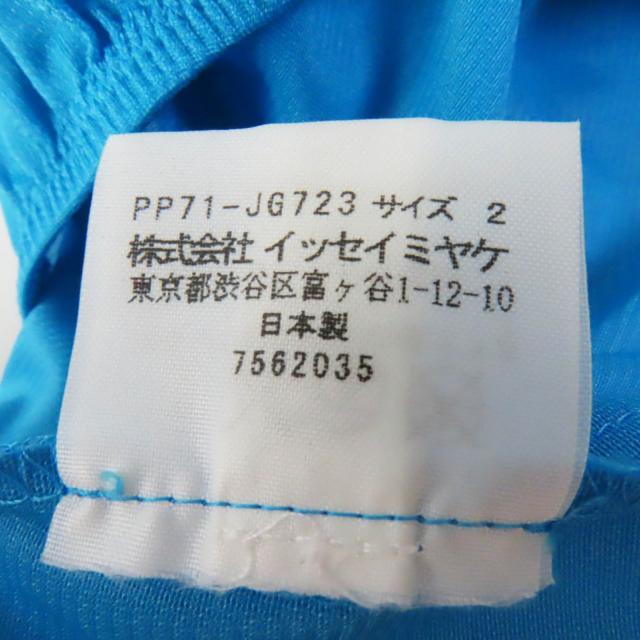 PP71-JG723 サイズ 2
株式会社 イッセイミヤケ
東京都渋谷区富ヶ谷1-12-10
日本製
7562035